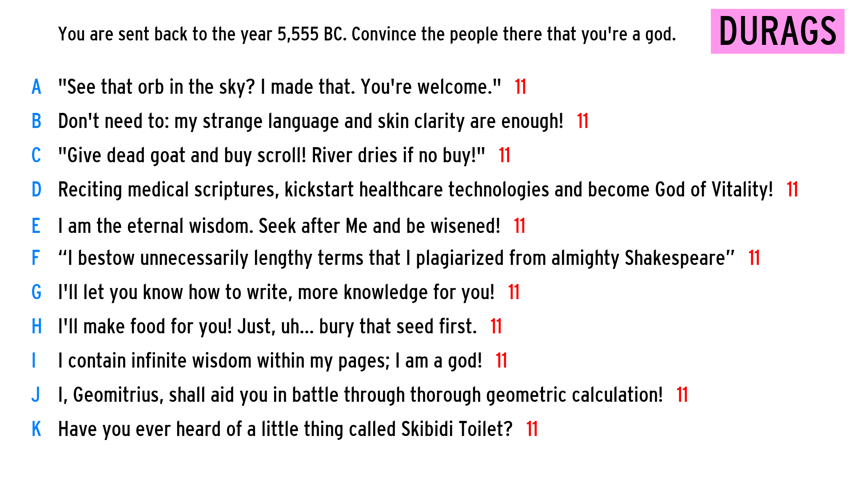 You are sent back to the year 5,555 BC. Convince the people there that you're a god.
DURAGS
A "See that orb in the sky? I made that. You're welcome." 11
B Don't need to: my strange language and skin clarity are enough! 11
C "Give dead goat and buy scroll! River dries if no buy!" 11
D Reciting medical scriptures, kickstart healthcare technologies and become God of Vitality! 11
E I am the eternal wisdom. Seek after Me and be wisened! 11
F “I bestow unnecessarily lengthy terms that I plagiarized from almighty Shakespeare” 11
G I'll let you know how to write, more knowledge for you! 11
H I'll make food for you! Just, uh... bury that seed first. 11
I I contain infinite wisdom within my pages; I am a god! 11
J I, Geomitrius, shall aid you in battle through thorough geometric calculation! 11
K Have you ever heard of a little thing called Skibidi Toilet? 11